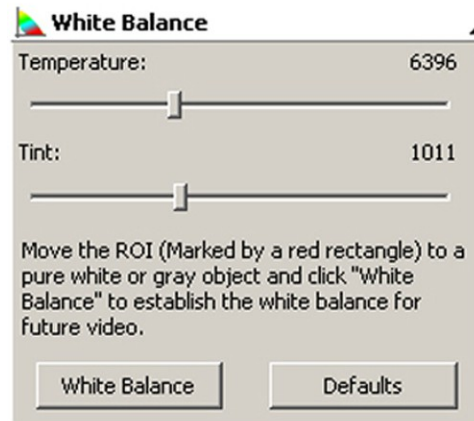 White Balance
Temperature: 6396
Tint: 1011
Move the ROI (Marked by a red rectangle) to a
pure white or gray object and click "White
Balance" to establish the white balance for
future video.
White Balance Defaults